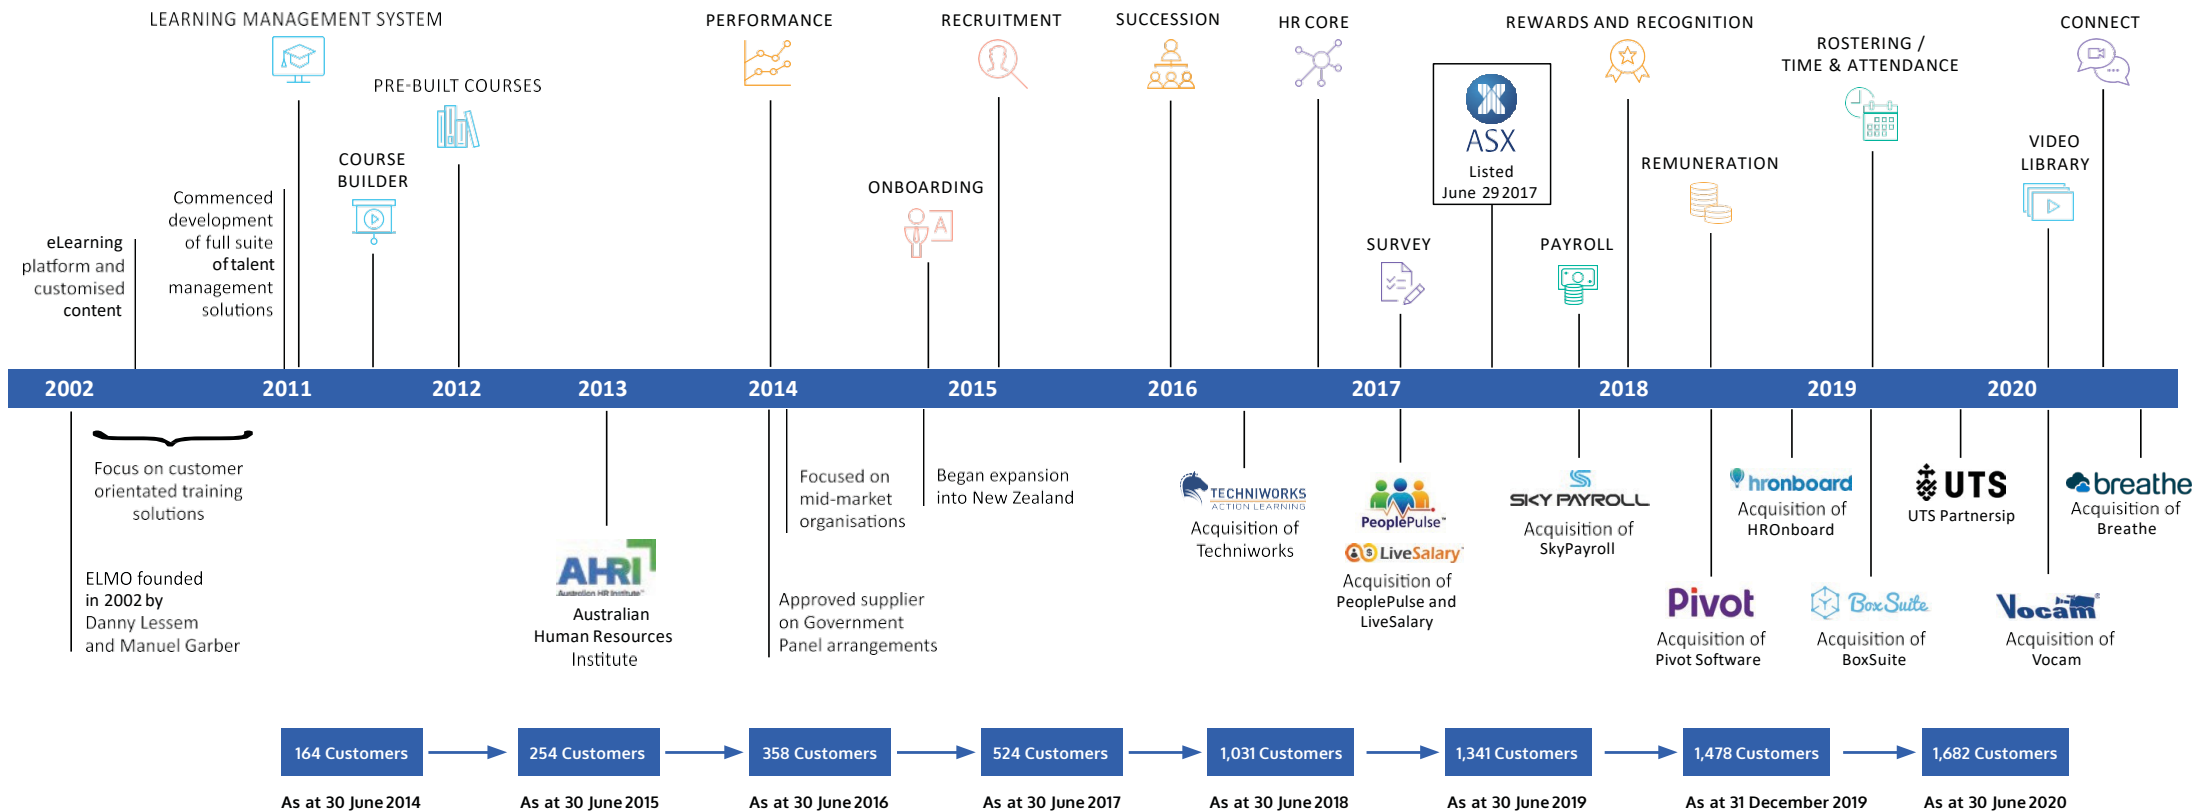 LEARNING MANAGEMENT SYSTEM
PERFORMANCE
RECRUITMENT
SUCCESSION
HR CORE
REWARDS AND RECOGNITION
CONNECT
ROSTERING /
TIME & ATTENDANCE
PRE-BUILT COURSES
COURSE
BUILDER
ASX
Listed
June 29 2017
VIDEO
LIBRARY
REMUNERATION
ONBOARDING
A
Commenced
development
of full suite
of talent
management
solutions
eLearning
platform and
customised
content
SURVEY
PAYROLL
2002
2011
2012
2013
2014
2015
2016
2017
2018
2019
2020
Focus on customer
orientated training
solutions
ELMO founded
in 2002 by
Danny Lessem
and Manuel Garber
AHRI
Australian HR Institute™
Australian
Human Resources
Institute
Focused on
mid-market
organisations
Approved supplier
on Government
Panel arrangements
Began expansion
into New Zealand
TECHNIWORKS
ACTION LEARNING
Acquisition of
Techniworks
PeoplePulse™
LiveSalary™
Acquisition of
PeoplePulse and
LiveSalary
SKY PAYROLL
Acquisition of
SkyPayroll
Pivot
Acquisition of
Pivot Software
hronboard
Acquisition of
HROnboard
BoxSuite
Acquisition of
BoxSuite
UTS
UTS Partnersip
Vocam®
Acquisition of
Vocam
breathe
Acquisition of
Breathe
164 Customers
254 Customers
358 Customers
524 Customers
1,031 Customers
1,341 Customers
1,478 Customers
1,682 Customers
As at 30 June 2014
As at 30 June 2015
As at 30 June 2016
As at 30 June 2017
As at 30 June 2018
As at 30 June 2019
As at 31 December 2019
As at 30 June 2020